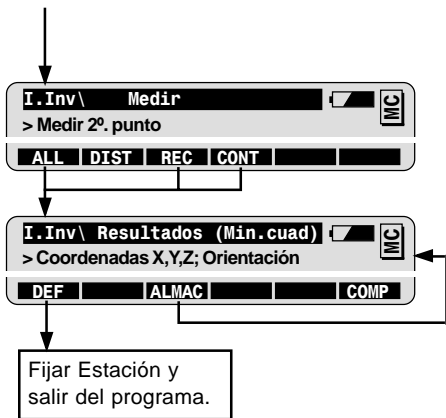 I.Inv\ Medir
MC
> Medir 2º. punto
ALL DIST REC CONT
I.Inv\ Resultados (Min.cuad)
MC
> Coordenadas X,Y,Z; Orientación
DEF ALMAC COMP
Fijar Estación y
salir del programa.